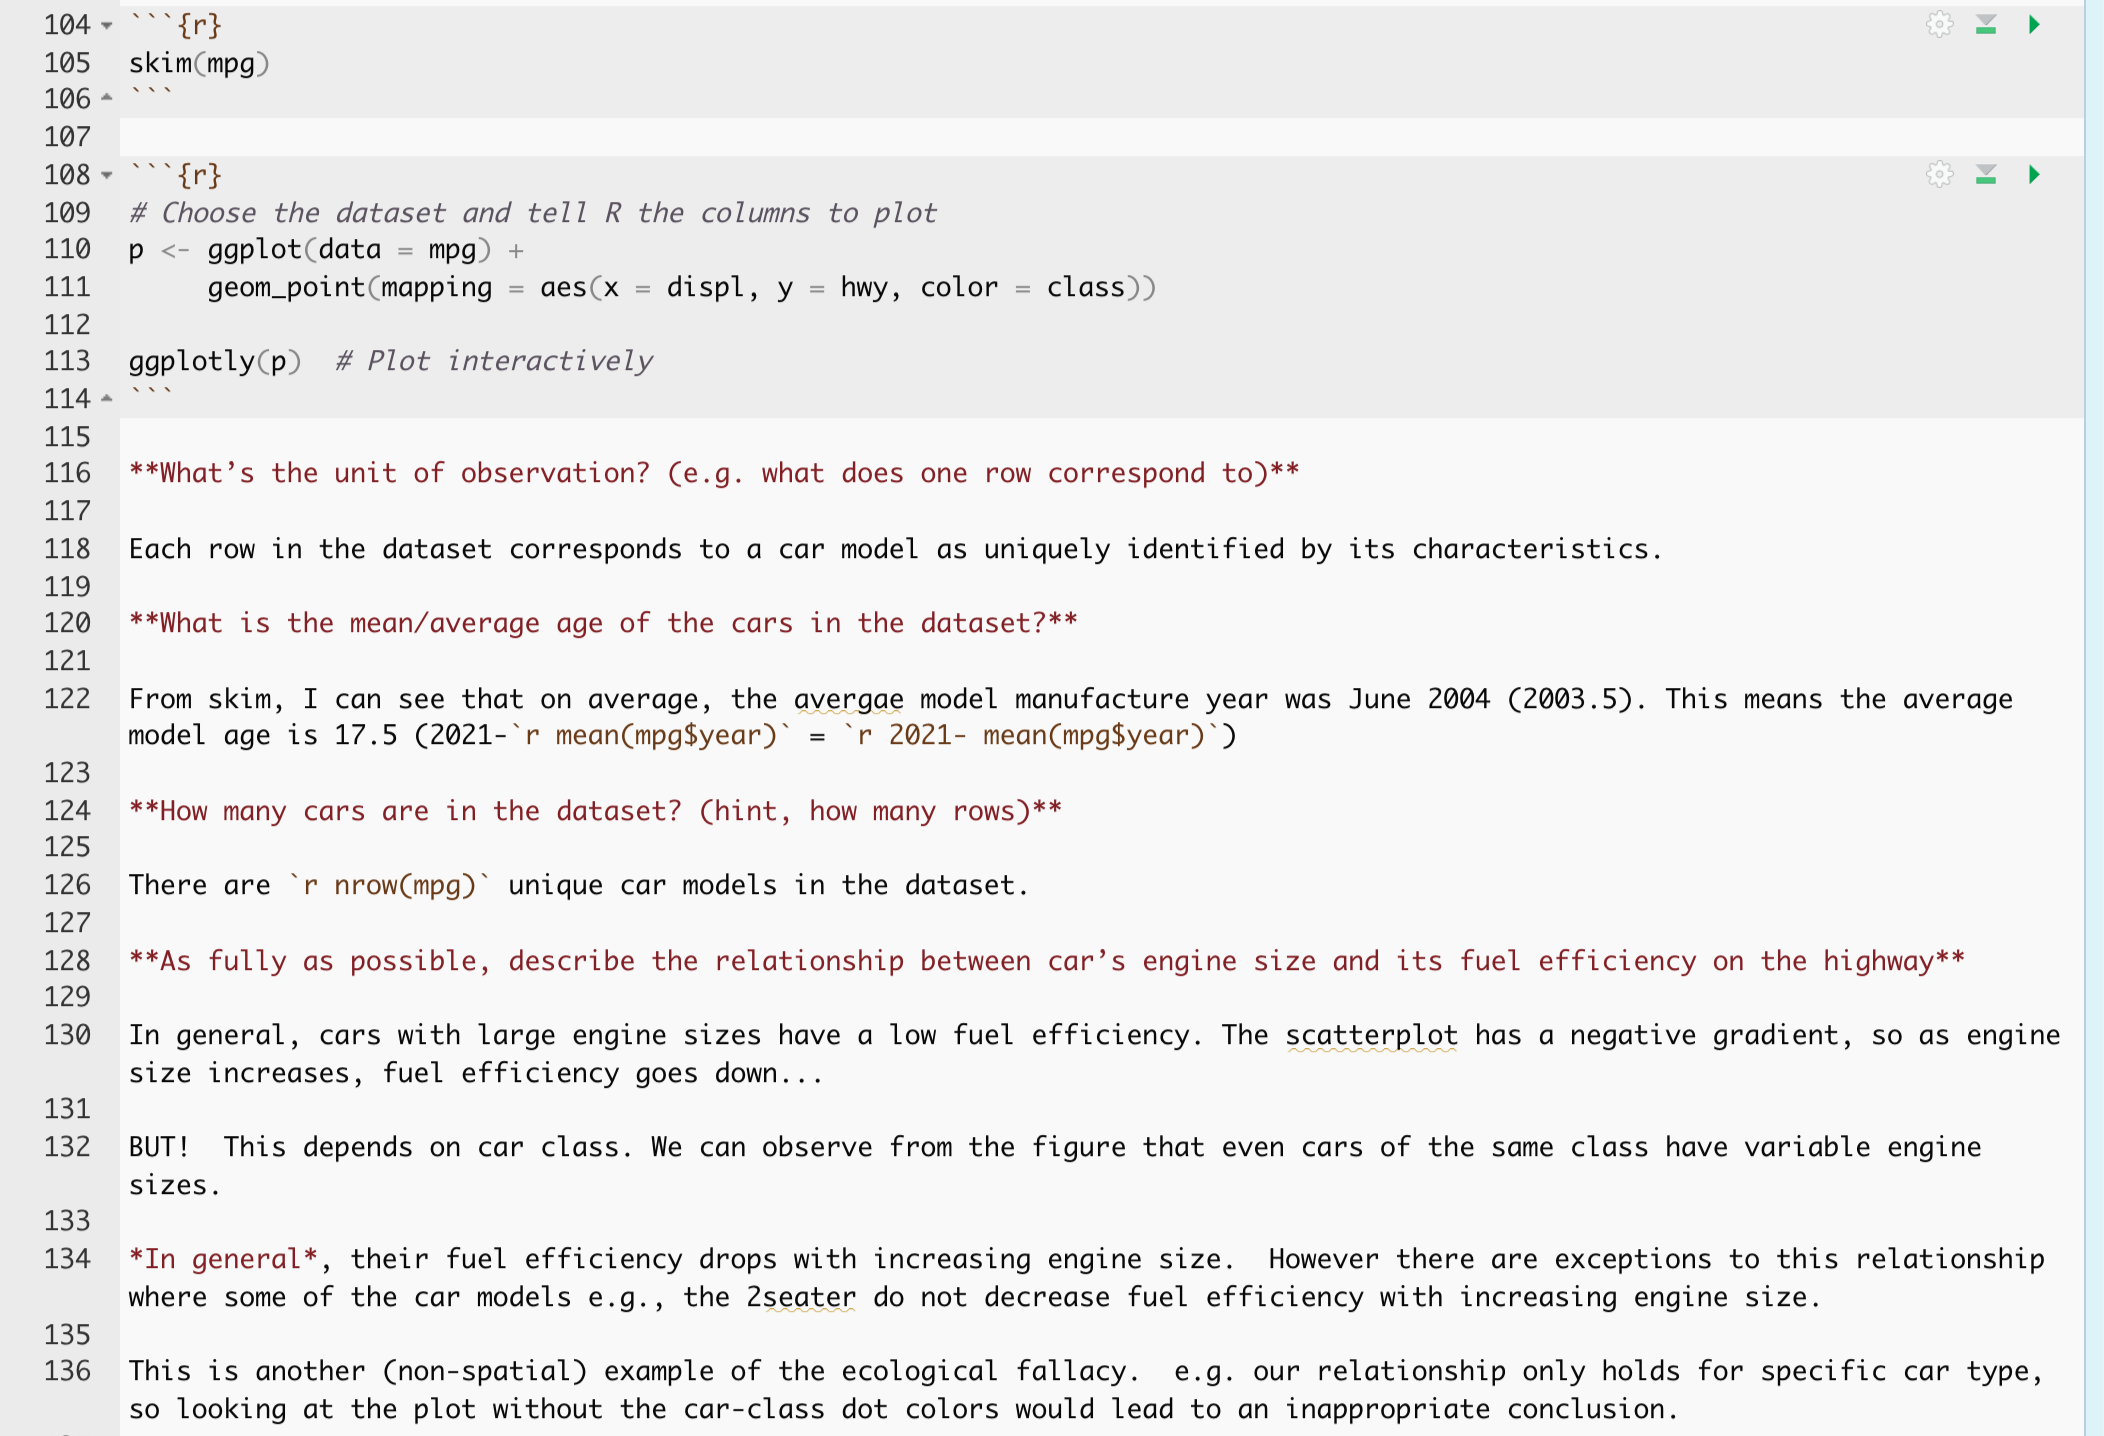 104 ```{r}
105 skim(mpg)
106 ```
107
108 ```{r}
109 # Choose the dataset and tell R the columns to plot
110 p <- ggplot(data = mpg) +
111      geom_point(mapping = aes(x = displ, y = hwy, color = class))
112
113 ggplotly(p)  # Plot interactively
114 ```
115
116 **What’s the unit of observation? (e.g. what does one row correspond to)**
117
118 Each row in the dataset corresponds to a car model as uniquely identified by its characteristics.
119
120 **What is the mean/average age of the cars in the dataset?**
121
122 From skim, I can see that on average, the avergae model manufacture year was June 2004 (2003.5). This means the average
model age is 17.5 (2021-`r mean(mpg$year)` = `r 2021- mean(mpg$year)`)
123
124 **How many cars are in the dataset? (hint, how many rows)**
125
126 There are `r nrow(mpg)` unique car models in the dataset.
127
128 **As fully as possible, describe the relationship between car’s engine size and its fuel efficiency on the highway**
129
130 In general, cars with large engine sizes have a low fuel efficiency. The scatterplot has a negative gradient, so as engine
size increases, fuel efficiency goes down...
131
132 BUT!  This depends on car class. We can observe from the figure that even cars of the same class have variable engine
sizes.
133
134 *In general*, their fuel efficiency drops with increasing engine size.  However there are exceptions to this relationship
where some of the car models e.g., the 2seater do not decrease fuel efficiency with increasing engine size.
135
136 This is another (non-spatial) example of the ecological fallacy.  e.g. our relationship only holds for specific car type,
so looking at the plot without the car-class dot colors would lead to an inappropriate conclusion.